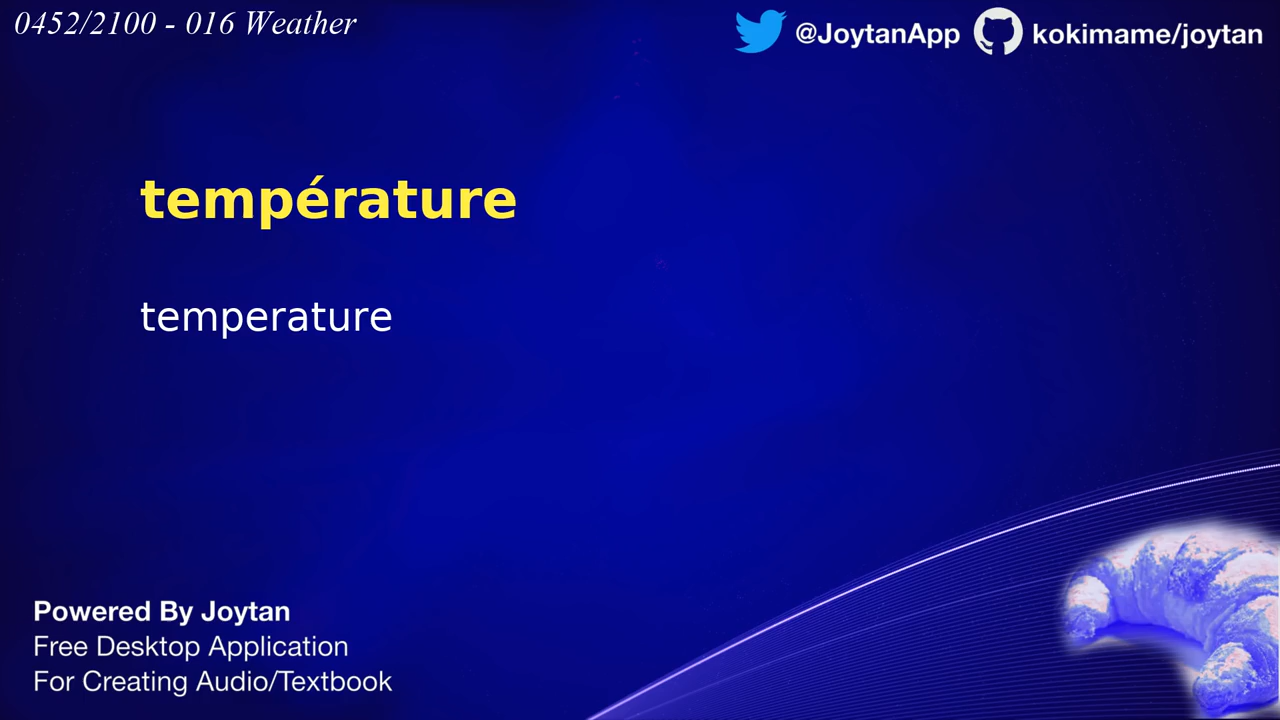 0452/2100 - 016 Weather
@JoytanApp
kokimame/joytan
température
temperature
Powered By Joytan
Free Desktop Application
For Creating Audio/Textbook